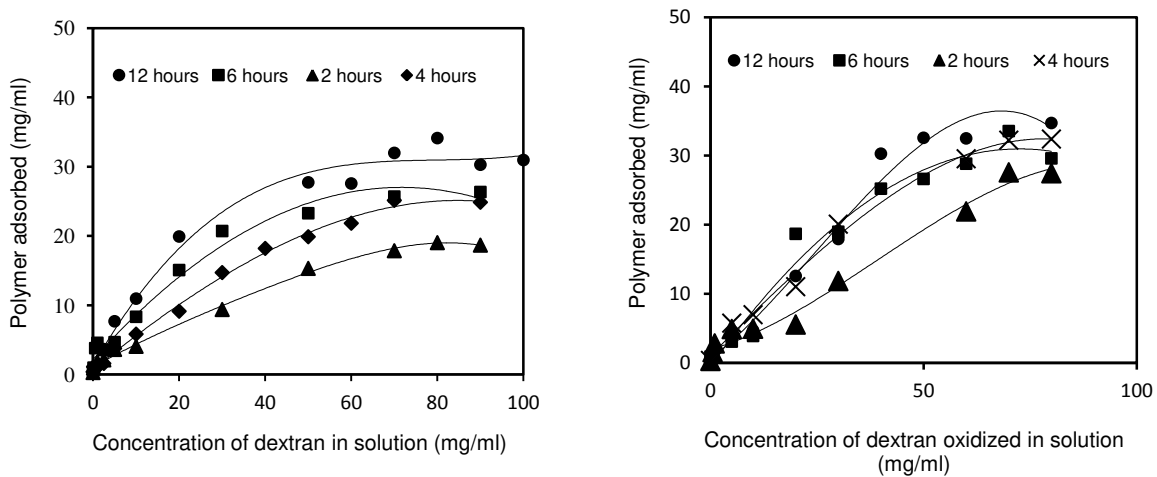 50
40
30
20
10
0
Polymer adsorbed (mg/ml)
12 hours 6 hours 2 hours 4 hours
0 20 40 60 80 100
Concentration of dextran in solution (mg/ml)
50
40
30
20
10
0
Polymer adsorbed (mg/ml)
12 hours 6 hours 2 hours 4 hours
0 50 100
Concentration of dextran oxidized in solution
(mg/ml)